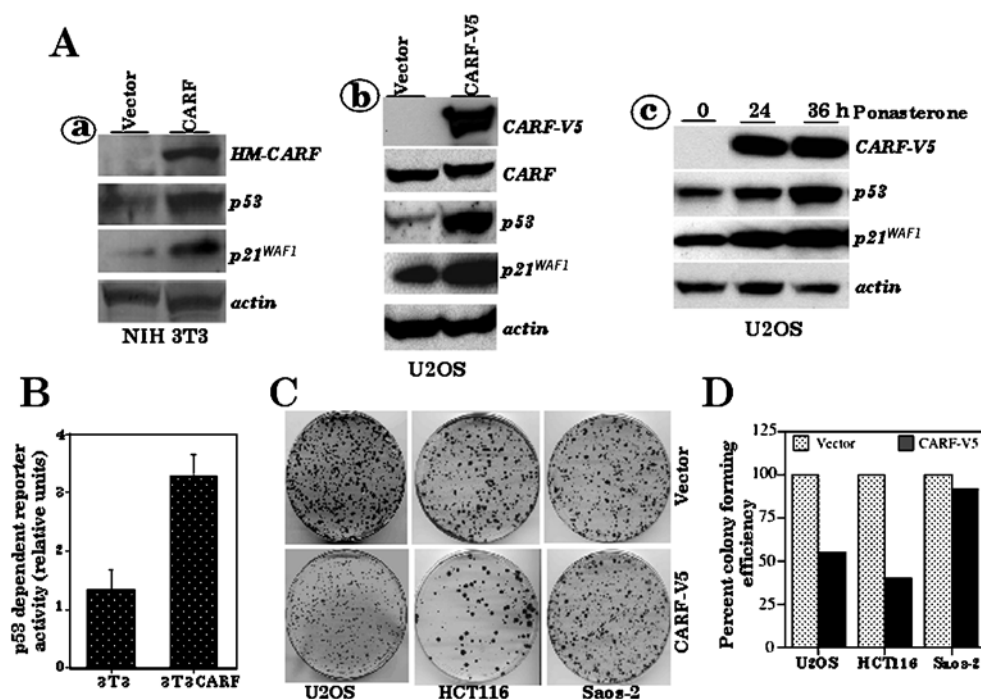 A
a
Vector
CARF
HM-CARF
p53
p21WAF1
actin
NIH 3T3
b
Vector
CARF-V5
CARF-V5
CARF
p53
p21WAF1
actin
U2OS
c
0 24 36 h Ponasterone
CARF-V5
p53
p21WAF1
actin
U2OS
B
p53 dependent reporter
activity (relative units)
4
3
2
1
0
3T3 3T3CARF
C
Vector
CARF-V5
U2OS HCT116 Saos-2
D
Percent colony forming
efficiency
125
100
75
50
25
0
Vector CARF-V5
U2OS HCT116 Saos-2